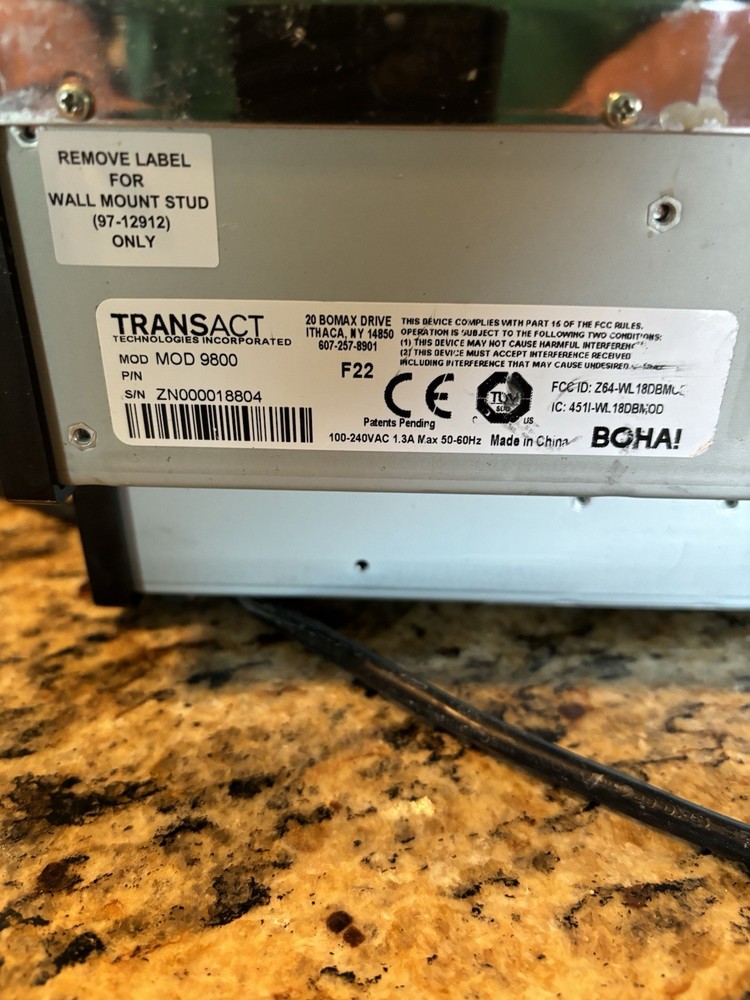 REMOVE LABEL
FOR
WALL MOUNT STUD
(97-12912)
ONLY
TRANSACT
TECHNOLOGIES INCORPORATED
MOD MOD 9800
P/N
S/N ZN000018804
20 BOMAX DRIVE
ITHACA, NY 14850
607-257-8901
F22
THIS DEVICE COMPLIES WITH PART 15 OF THE FCC RULES.
OPERATION IS SUBJECT TO THE FOLLOWING TWO CONDITIONS:
(1) THIS DEVICE MAY NOT CAUSE HARMFUL INTERFERENCE
(2) THIS DEVICE MUST ACCEPT INTERFERENCE RECEIVED
INCLUDING INTERFERENCE THAT MAY CAUSE UNDESIRED
CE
TUV
SUD
US
FCC ID: Z64-WL18DBMOD
IC: 451I-WL18DBMOD
Patents Pending
100-240VAC 1.3A Max 50-60Hz Made in China
BOHA!